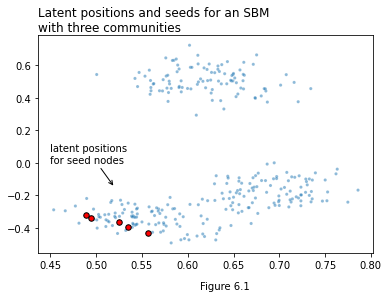 Latent positions and seeds for an SBM
with three communities
0.6
0.4
0.2
0.0
−0.2
−0.4
latent positions
for seed nodes
0.45 0.50 0.55 0.60 0.65 0.70 0.75 0.80
Figure 6.1